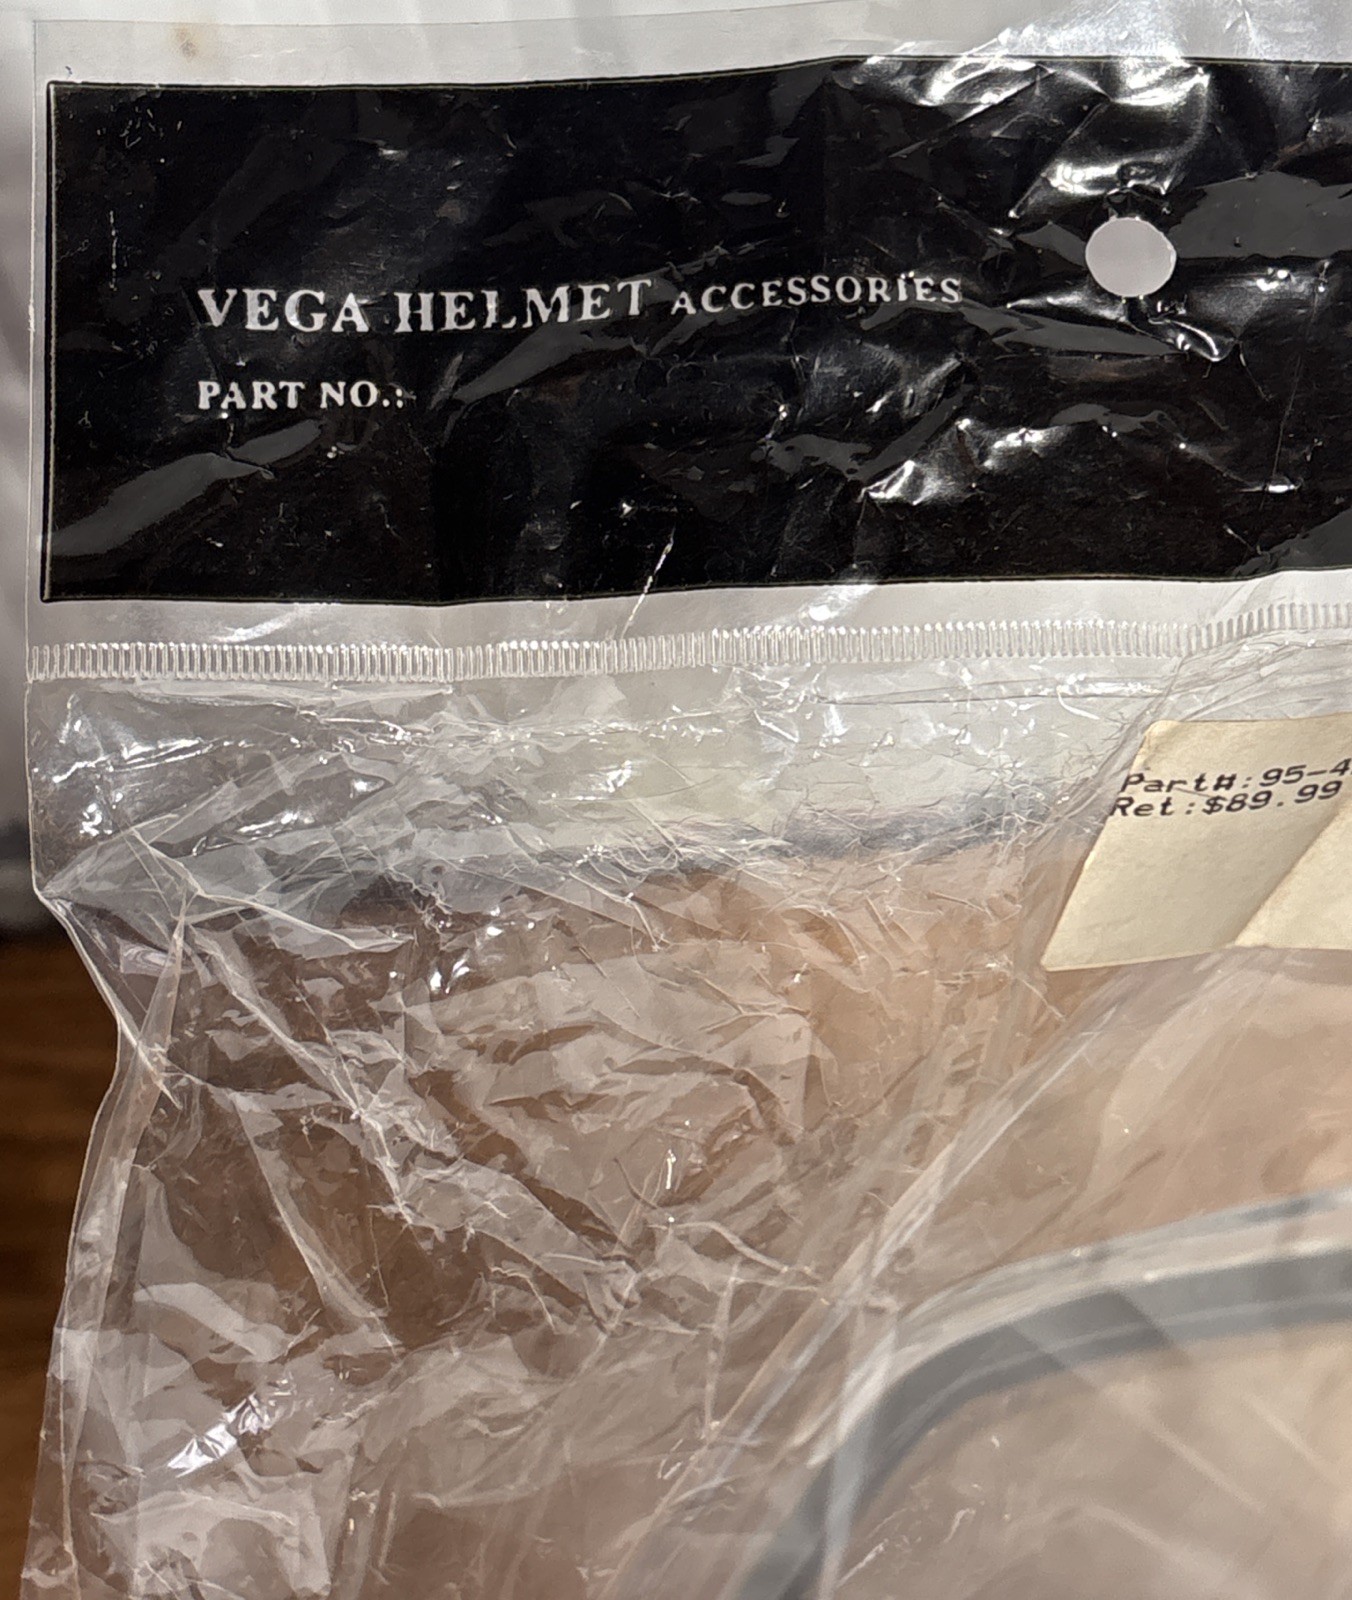 VEGA HELMET ACCESSORIES
PART NO.:
Part#:95-4
Ret:$89.99